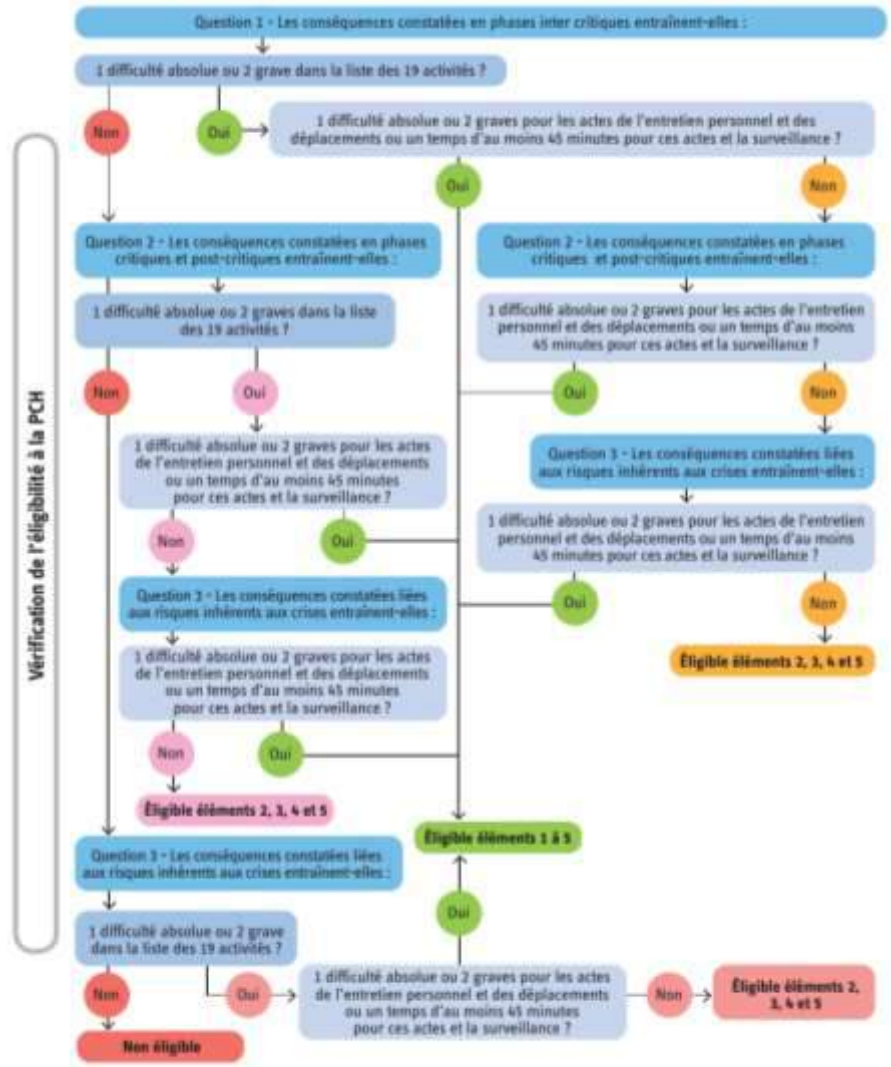 Question 1 - Les conséquences constatées en phases inter critiques entraînent-elles :
1 difficulté absolue ou 2 grave dans la liste des 19 activités ?
Non
Oui
1 difficulté absolue ou 2 graves pour les actes de l'entretien personnel et des
déplacements ou un temps d'au moins 45 minutes pour ces actes et la surveillance ?
Oui
Non
Vérification de l'éligibilité à la PCH
Question 2 - Les conséquences constatées en phases
critiques et post-critiques entraînent-elles :
1 difficulté absolue ou 2 graves dans la liste
des 19 activités ?
Non
Oui
1 difficulté absolue ou 2 graves pour les actes
de l'entretien personnel et des déplacements
ou un temps d'au moins 45 minutes
pour ces actes et la surveillance ?
Non
Oui
Question 3 - Les conséquences constatées liées
aux risques inhérents aux crises entraînent-elles :
1 difficulté absolue ou 2 graves pour les actes
de l'entretien personnel et des déplacements
ou un temps d'au moins 45 minutes
pour ces actes et la surveillance ?
Non
Oui
Éligible éléments 2, 3, 4 et 5
Question 2 - Les conséquences constatées en phases
critiques et post-critiques entraînent-elles :
1 difficulté absolue ou 2 graves pour les actes de l'entretien
personnel et des déplacements ou un temps d'au moins
45 minutes pour ces actes et la surveillance ?
Oui
Non
Question 3 - Les conséquences constatées liées
aux risques inhérents aux crises entraînent-elles :
1 difficulté absolue ou 2 graves pour les actes de l'entretien
personnel et des déplacements ou un temps d'au moins
45 minutes pour ces actes et la surveillance ?
Oui
Non
Éligible éléments 2, 3, 4 et 5
Éligible éléments 1 à 5
Question 3 - Les conséquences constatées liées
aux risques inhérents aux crises entraînent-elles :
1 difficulté absolue ou 2 grave
dans la liste des 19 activités ?
Non
Oui
Non éligible
1 difficulté absolue ou 2 graves pour les actes
de l'entretien personnel et des déplacements
ou un temps d'au moins 45 minutes
pour ces actes et la surveillance ?
Oui
Non
Éligible éléments 2,
3, 4 et 5